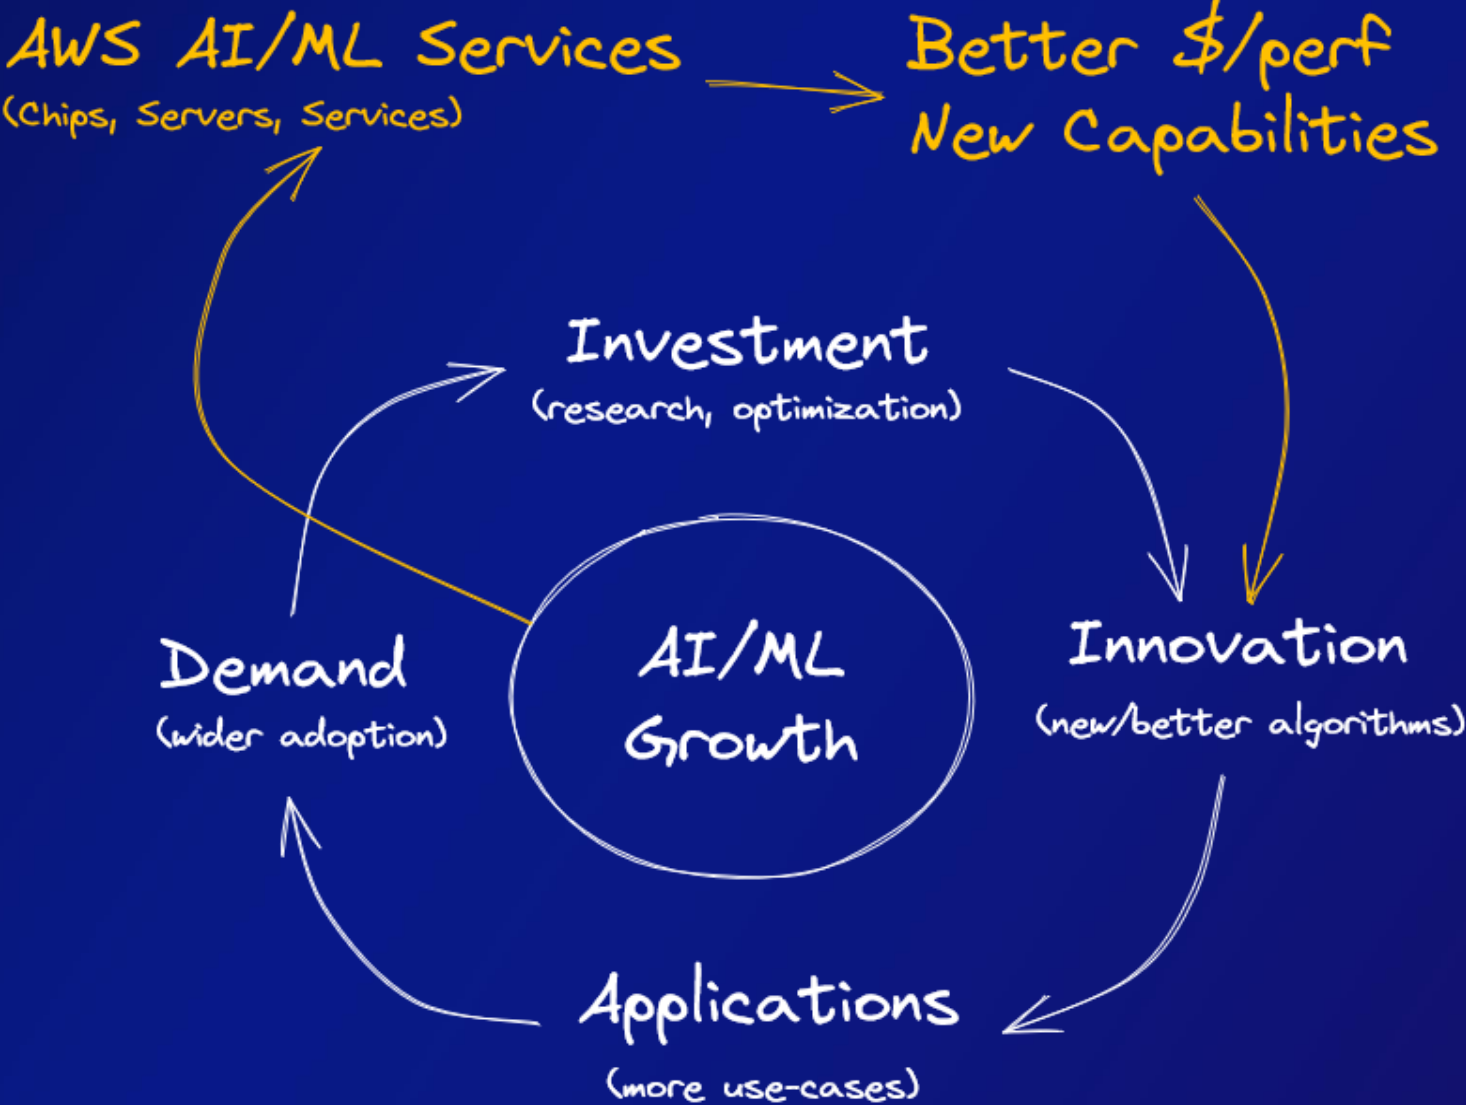 AWS AI/ML Services
(Chips, Servers, Services)
Better $/perf
New Capabilities
Investment
(research, optimization)
Demand
(wider adoption)
AI/ML
Growth
Innovation
(new/better algorithms)
Applications
(more use-cases)